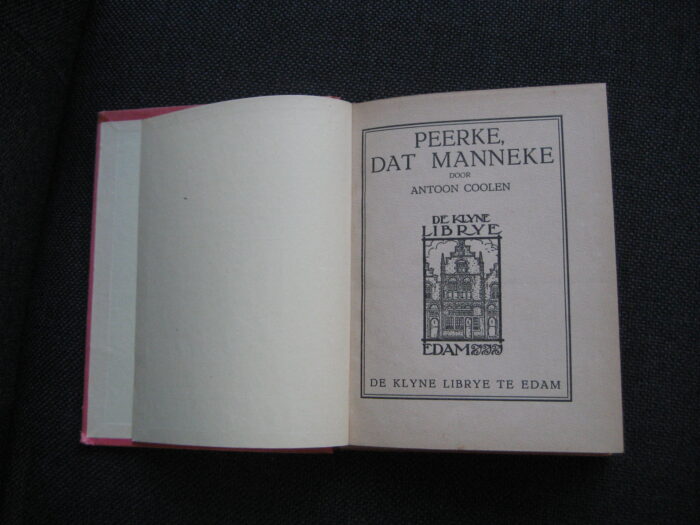 PEERKE,
DAT MANNEKE
DOOR
ANTOON COOLEN
DE KLYNE
LIBRYE
EDAM
DE KLYNE LIBRYE TE EDAM